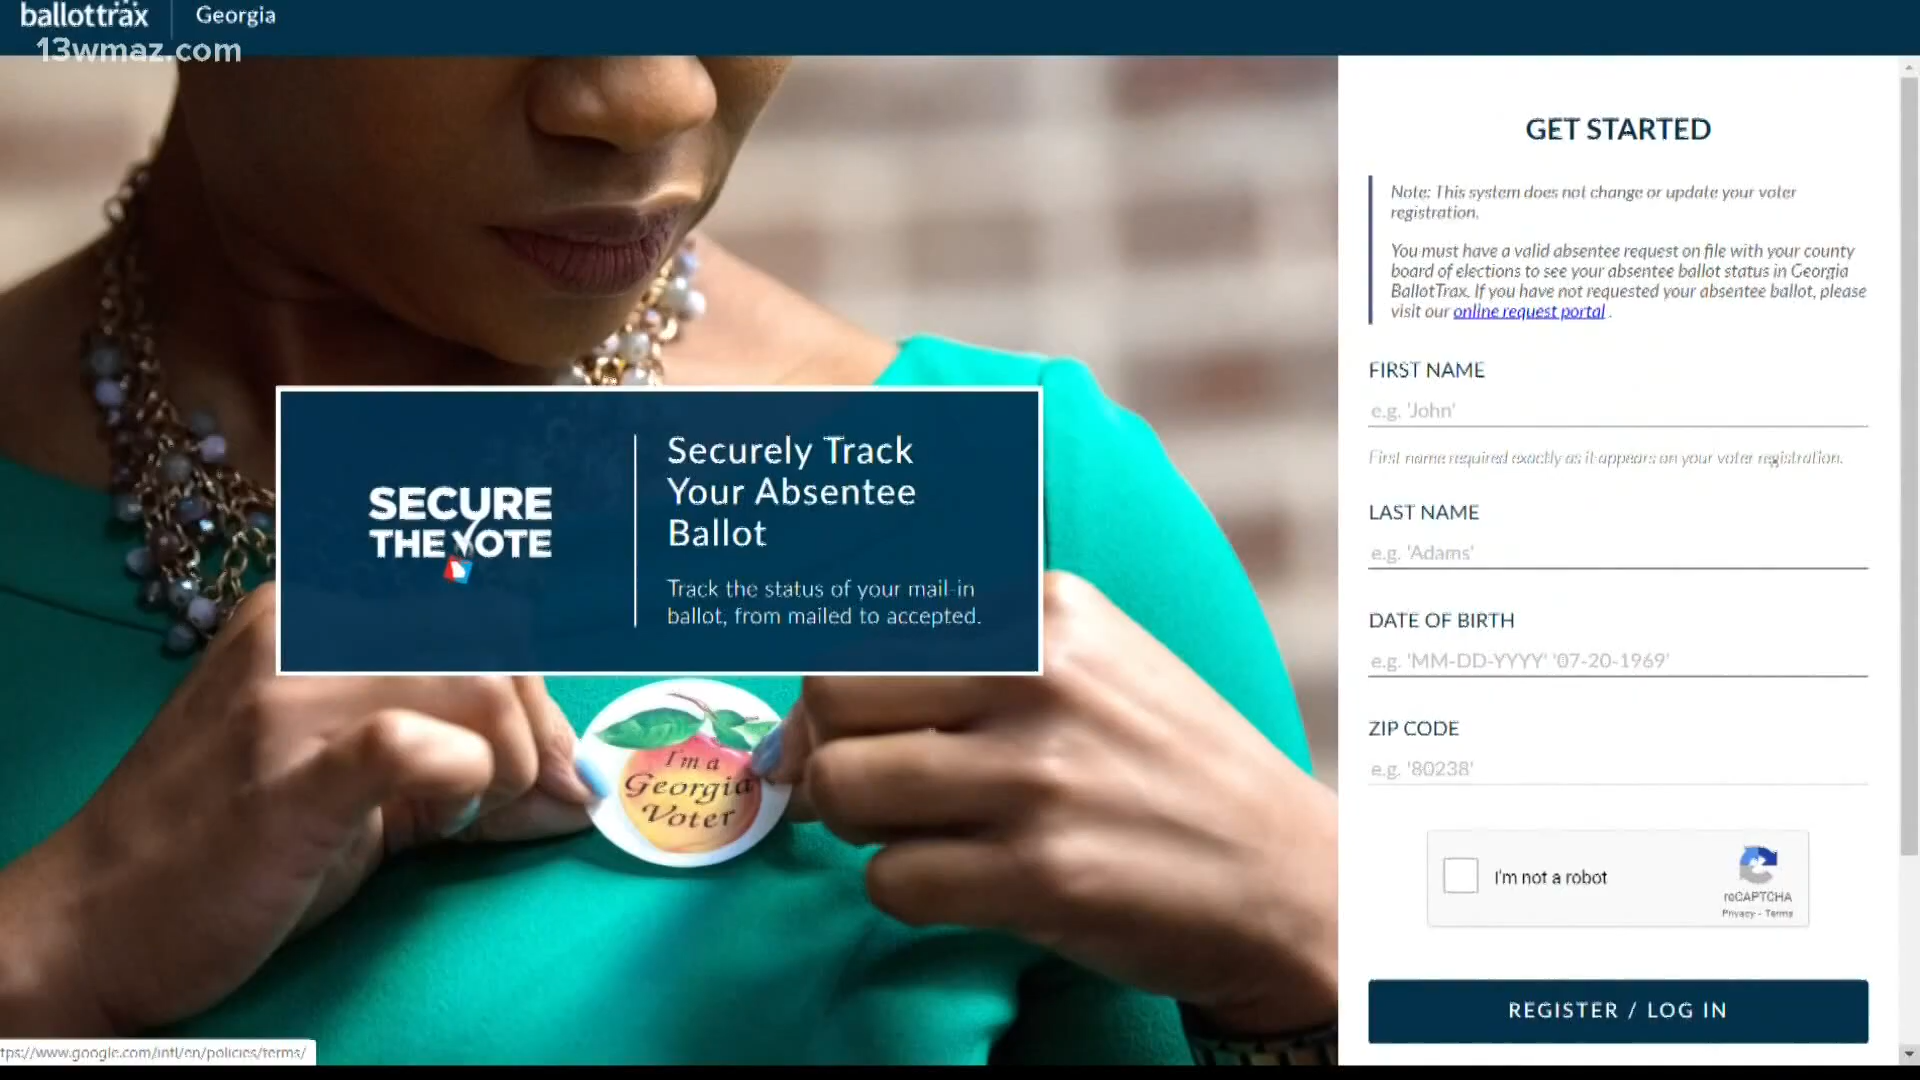 ballottrax
Georgia
13wmaz.com
SECURE
THE VOTE
Securely Track
Your Absentee
Ballot
Track the status of your mail-in
ballot, from mailed to accepted.
I'm a
Georgia
Voter
GET STARTED
Note: This system does not change or update your voter
registration.
You must have a valid absentee request on file with your county
board of elections to see your absentee ballot status in Georgia
BallotTrax. If you have not requested your absentee ballot, please
visit our online request portal .
FIRST NAME
e.g. 'John'
First name required exactly as it appears on your voter registration.
LAST NAME
e.g. 'Adams'
DATE OF BIRTH
e.g. 'MM-DD-YYYY' '07-20-1969'
ZIP CODE
e.g. '80238'
I'm not a robot
reCAPTCHA
Privacy - Terms
REGISTER / LOG IN
tps://www.google.com/intl/en/policies/terms/